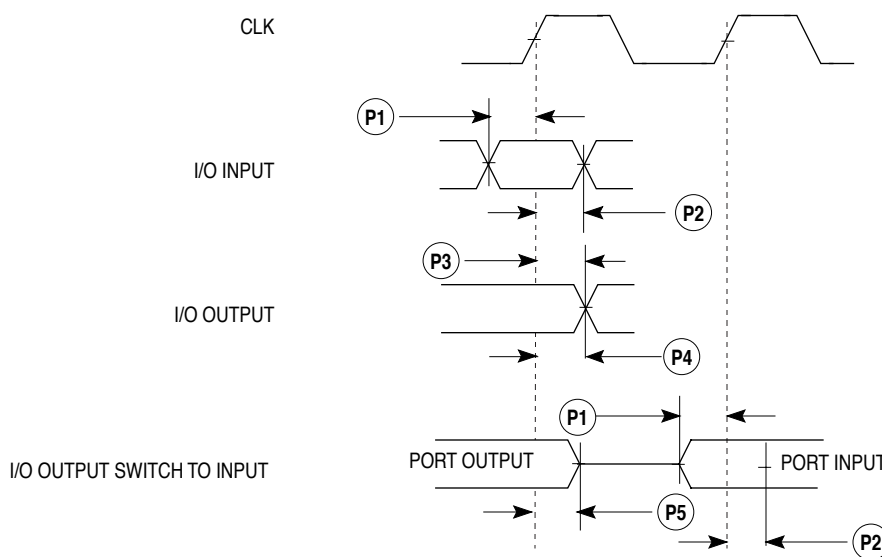 CLK
P1
I/O INPUT
P2
P3
I/O OUTPUT
P4
P1
I/O OUTPUT SWITCH TO INPUT
PORT OUTPUT
PORT INPUT
P5
P2